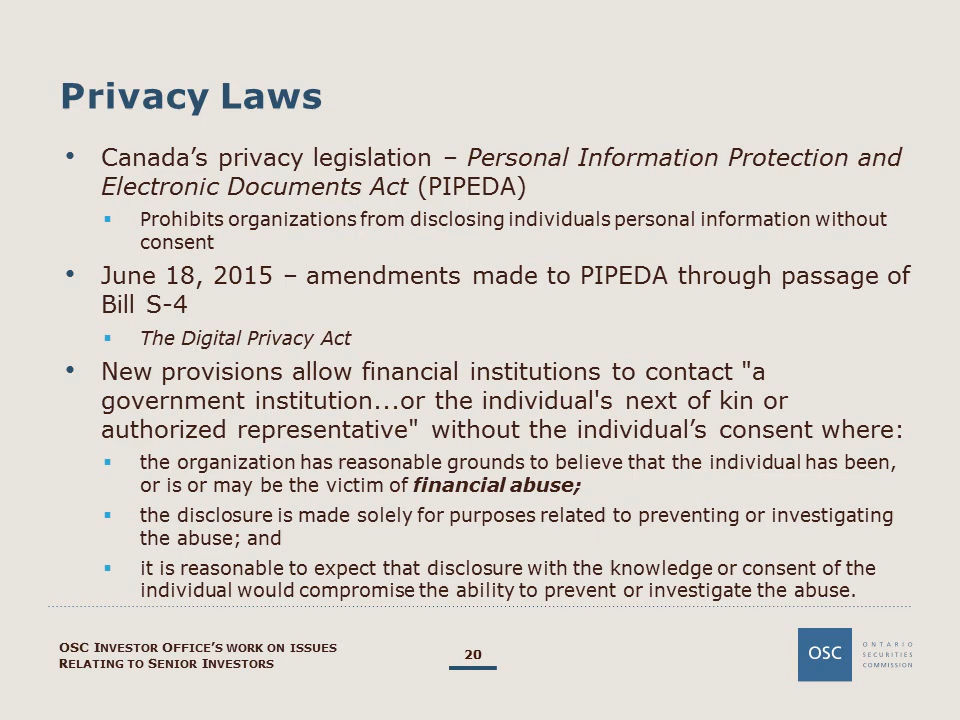 Privacy Laws
• Canada’s privacy legislation – Personal Information Protection and
Electronic Documents Act (PIPEDA)
▪ Prohibits organizations from disclosing individuals personal information without
consent
• June 18, 2015 – amendments made to PIPEDA through passage of
Bill S-4
▪ The Digital Privacy Act
• New provisions allow financial institutions to contact "a
government institution...or the individual's next of kin or
authorized representative" without the individual’s consent where:
▪ the organization has reasonable grounds to believe that the individual has been,
or is or may be the victim of financial abuse;
▪ the disclosure is made solely for purposes related to preventing or investigating
the abuse; and
▪ it is reasonable to expect that disclosure with the knowledge or consent of the
individual would compromise the ability to prevent or investigate the abuse.
OSC INVESTOR OFFICE’S WORK ON ISSUES
RELATING TO SENIOR INVESTORS
20
OSC
ONTARIO
SECURITIES
COMMISSION